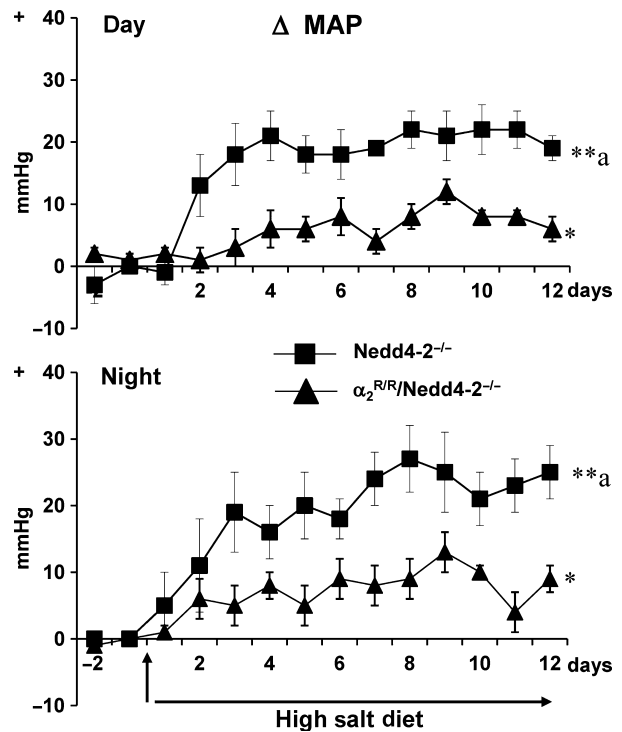 + 40 Day Δ MAP
30
20
**a
10
*
0
2 4 6 8 10 12 days
–10
mmHg
Nedd4-2⁻/⁻
α₂ᴿ/ᴿ/Nedd4-2⁻/⁻
+ 40 Night
30
**a
20
10
*
0
–2 2 4 6 8 10 12 days
–10
mmHg
High salt diet